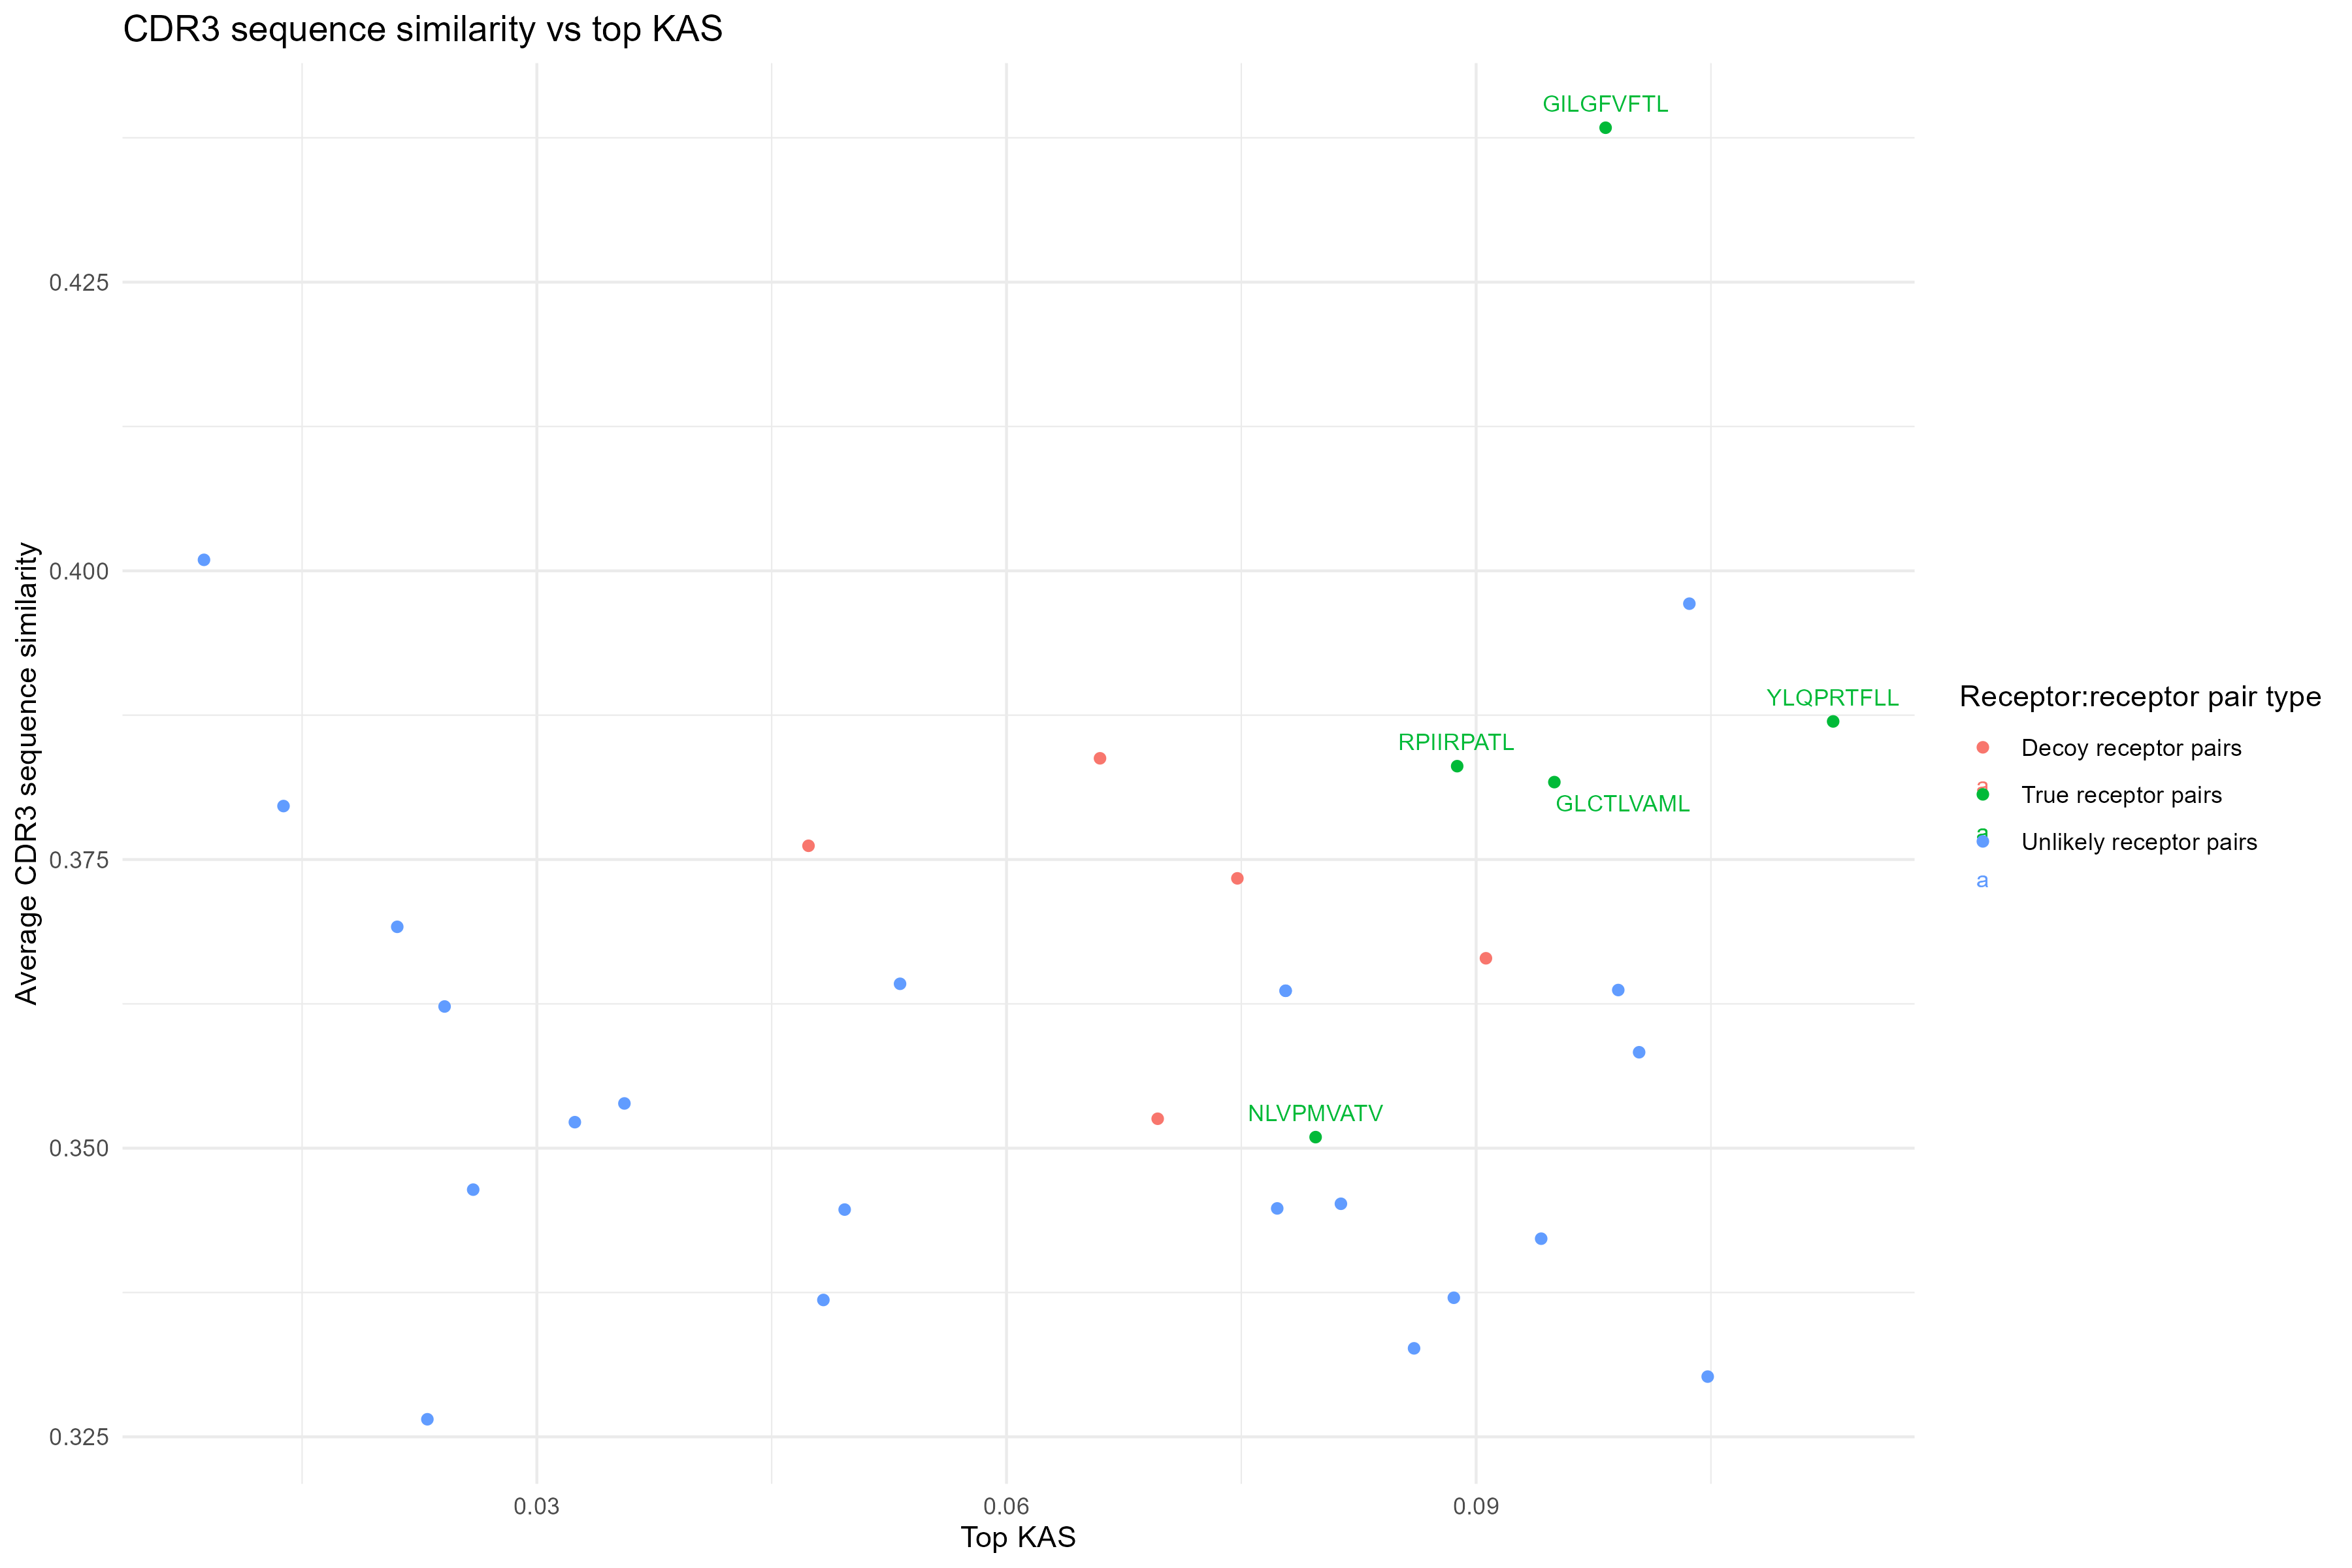 CDR3 sequence similarity vs top KAS
GILGFVFTL
0.425
0.400
YLQPRTFLL
RPIIRPATL
GLCTLVAML
0.375
NLVPMVATV
0.350
0.325
Average CDR3 sequence similarity
0.03
0.06
0.09
Top KAS
Receptor:receptor pair type
Decoy receptor pairs
a
True receptor pairs
a
Unlikely receptor pairs
a